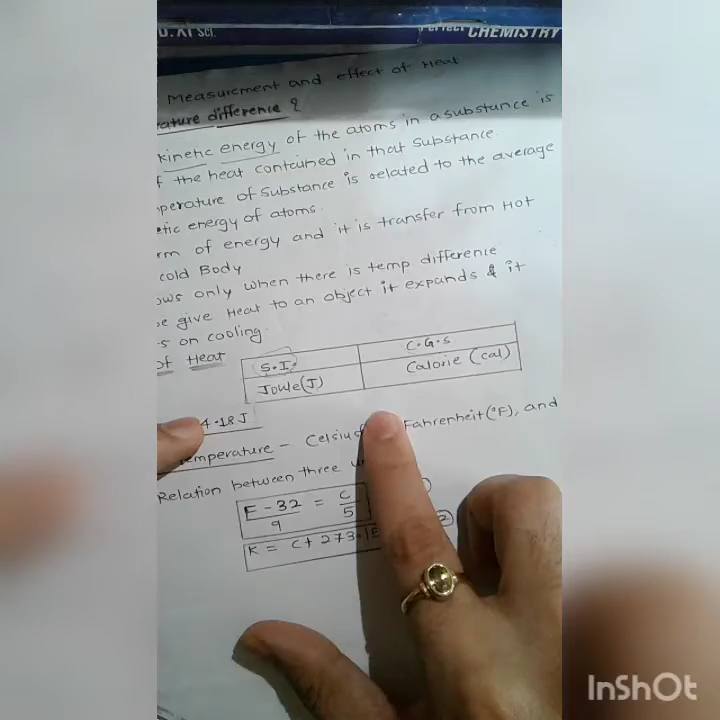 D. XI Sci.
PERFECT CHEMISTRY
Measurement and effect of Heat
ature difference ?
kinetic energy of the atoms in a substance is
f the heat contained in that substance.
perature of substance is related to the average
etic energy of atoms.
rm of energy and it is transfer from Hot
cold Body
ows only when there is temp difference
e give Heat to an object it expands & it
s on cooling.
of Heat
S.I. C.G.S
Joule (J) Calorie (cal)
4.18 J
emperature - Celsius Fahrenheit (°F), and
Relation between three u
F - 32 / 9 = C / 5
K = C + 273.15 2
InShOt